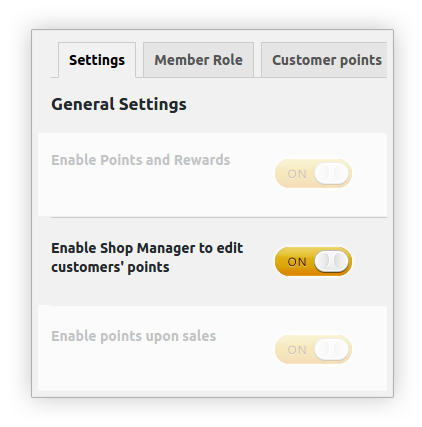 Settings Member Role Customer points
General Settings
Enable Points and Rewards ON
Enable Shop Manager to edit
customers' points ON
Enable points upon sales ON